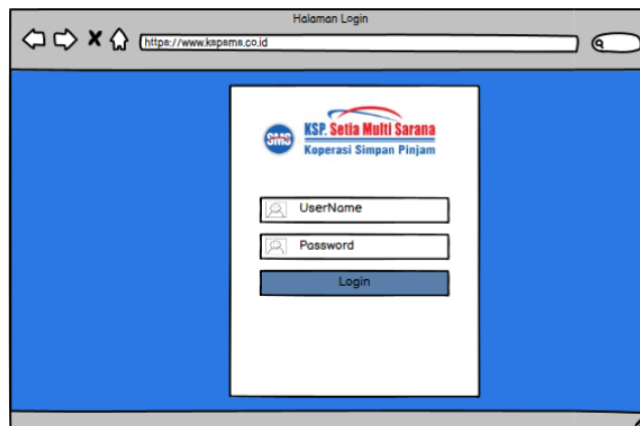 Halaman Login
https://www.kspsms.co.id
SMS
KSP. Setia Multi Sarana
Koperasi Simpan Pinjam
UserName
Password
Login